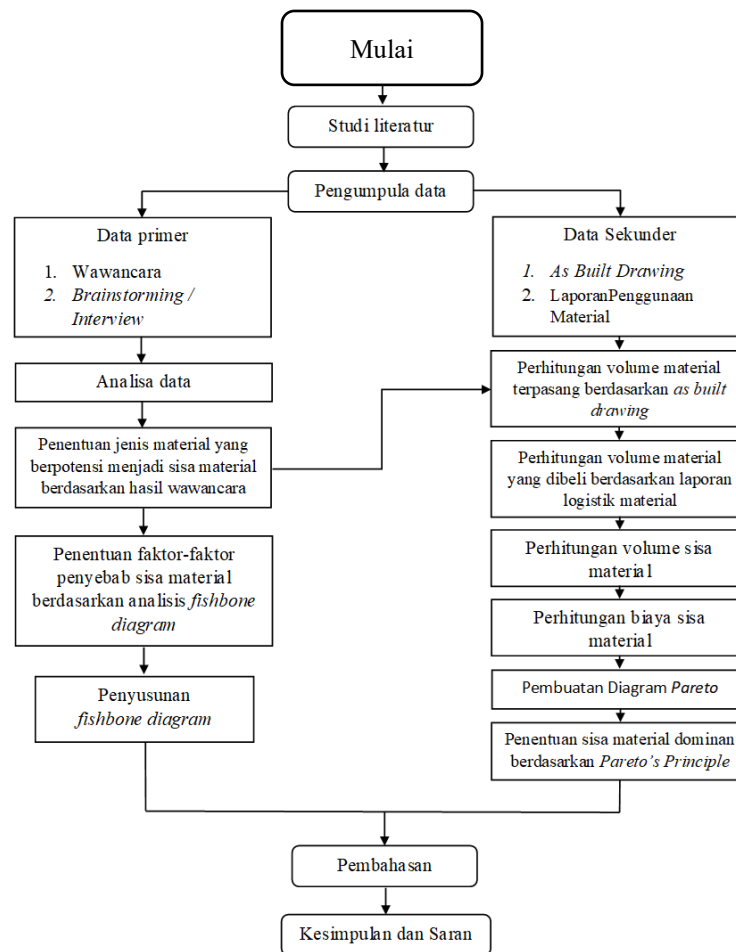 Mulai
Studi literatur
Pengumpula data
Data primer
1. Wawancara
2. Brainstorming /
Interview
Analisa data
Penentuan jenis material yang
berpotensi menjadi sisa material
berdasarkan hasil wawancara
Penentuan faktor-faktor
penyebab sisa material
berdasarkan analisis fishbone
diagram
Penyusunan
fishbone diagram
Data Sekunder
1. As Built Drawing
2. LaporanPenggunaan
Material
Perhitungan volume material
terpasang berdasarkan as built
drawing
Perhitungan volume material
yang dibeli berdasarkan laporan
logistik material
Perhitungan volume sisa
material
Perhitungan biaya sisa
material
Pembuatan Diagram Pareto
Penentuan sisa material dominan
berdasarkan Pareto’s Principle
Pembahasan
Kesimpulan dan Saran